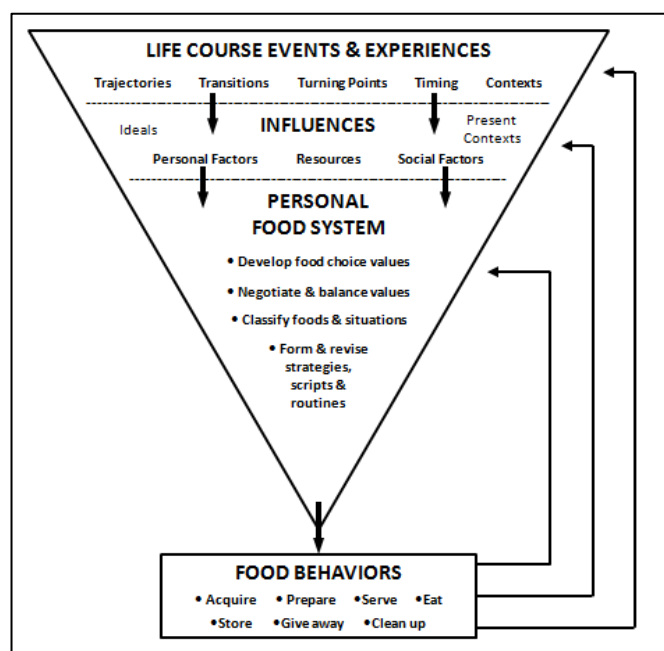 LIFE COURSE EVENTS & EXPERIENCES
Trajectories Transitions Turning Points Timing Contexts
Ideals INFLUENCES Present Contexts
Personal Factors Resources Social Factors
PERSONAL
FOOD SYSTEM
• Develop food choice values
• Negotiate & balance values
• Classify foods & situations
• Form & revise
strategies,
scripts &
routines
FOOD BEHAVIORS
• Acquire • Prepare •Serve •Eat
•Store •Give away •Clean up